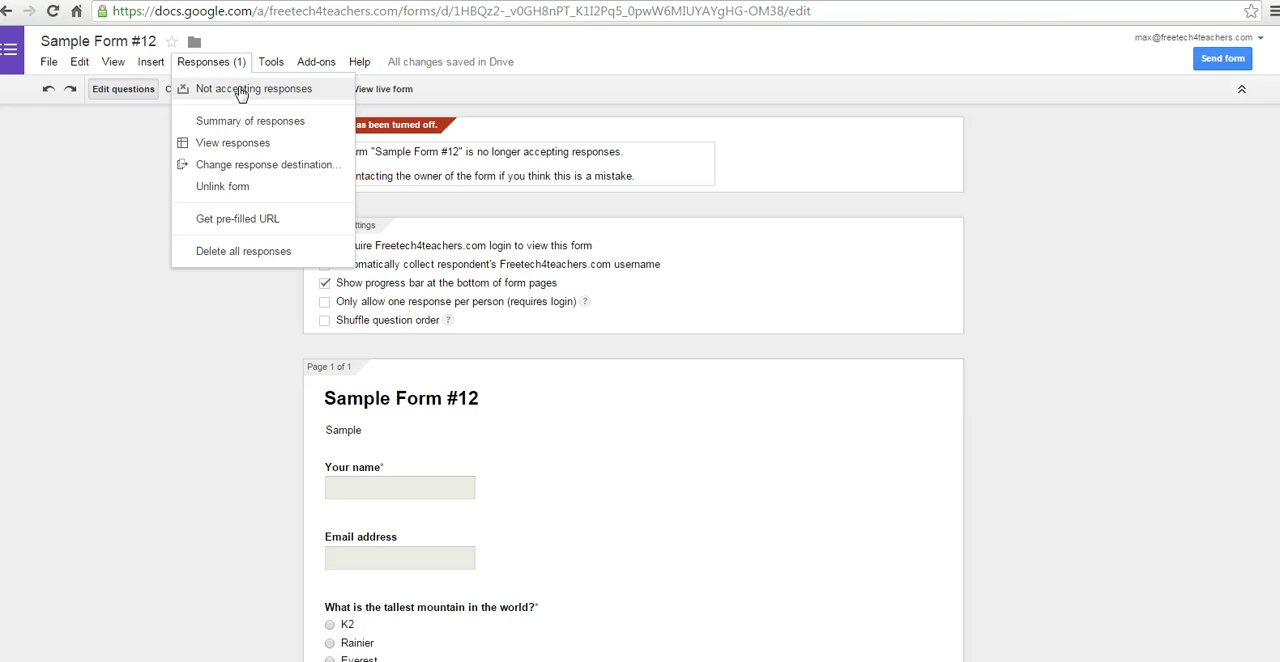 https://docs.google.com/a/freetech4teachers.com/forms/d/1HBQz2-_v0GH8nPT_K1I2Pq5_0pwW6MIUYAYgHG-OM38/edit
Sample Form #12
max@freetech4teachers.com
File Edit View Insert Responses (1) Tools Add-ons Help All changes saved in Drive
Send form
Edit questions
View live form
Not accepting responses
Summary of responses
View responses
Change response destination...
Unlink form
Get pre-filled URL
Delete all responses
as been turned off.
"Sample Form #12" is no longer accepting responses.
ntacting the owner of the form if you think this is a mistake.
ttings
uire Freetech4teachers.com login to view this form
omatically collect respondent's Freetech4teachers.com username
Show progress bar at the bottom of form pages
Only allow one response per person (requires login) ?
Shuffle question order ?
Page 1 of 1
Sample Form #12
Sample
Your name*
Email address
What is the tallest mountain in the world?*
K2
Rainier
Everest